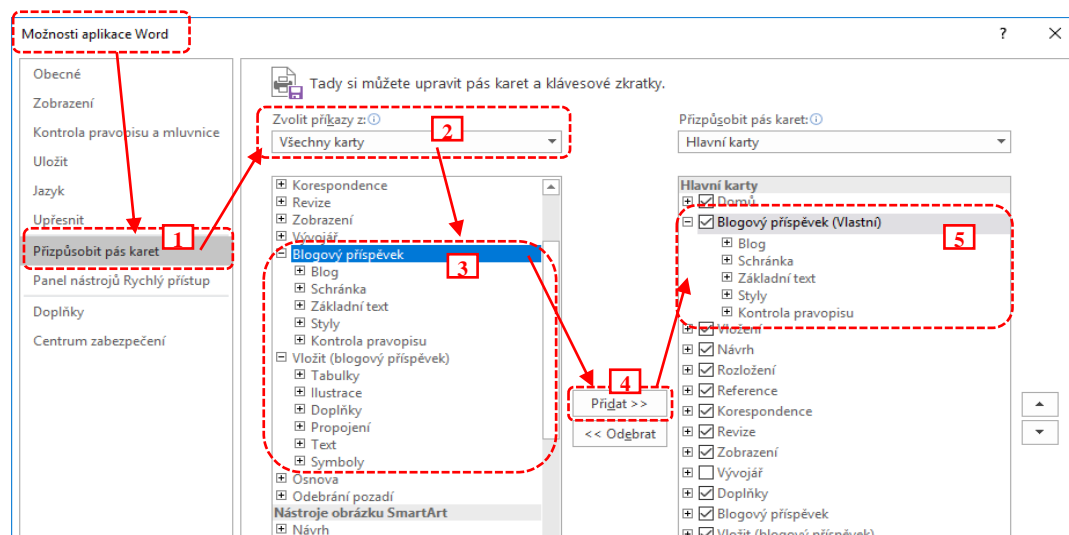 Možnosti aplikace Word
?
Obecné
Zobrazení
Kontrola pravopisu a mluvnice
Uložit
Jazyk
Upřesnit
1
Přizpůsobit pás karet
Panel nástrojů Rychlý přístup
Doplňky
Centrum zabezpečení
Tady si můžete upravit pás karet a klávesové zkratky.
Zvolit příkazy z:
2
Všechny karty
Korespondence
Revize
Zobrazení
Vývojář
Blogový příspěvek
3
Blog
Schránka
Základní text
Styly
Kontrola pravopisu
Vložit (blogový příspěvek)
Tabulky
Ilustrace
Doplňky
Propojení
Text
Symboly
Osnova
Odebrání pozadí
Nástroje obrázku SmartArt
Návrh
4
Přidat >>
<< Odebrat
Přizpůsobit pás karet:
Hlavní karty
Hlavní karty
Domů
Blogový příspěvek (Vlastní)
5
Blog
Schránka
Základní text
Styly
Kontrola pravopisu
Vložení
Návrh
Rozložení
Reference
Korespondence
Revize
Zobrazení
Vývojář
Doplňky
Blogový příspěvek
Vložit (blogový příspěvek)